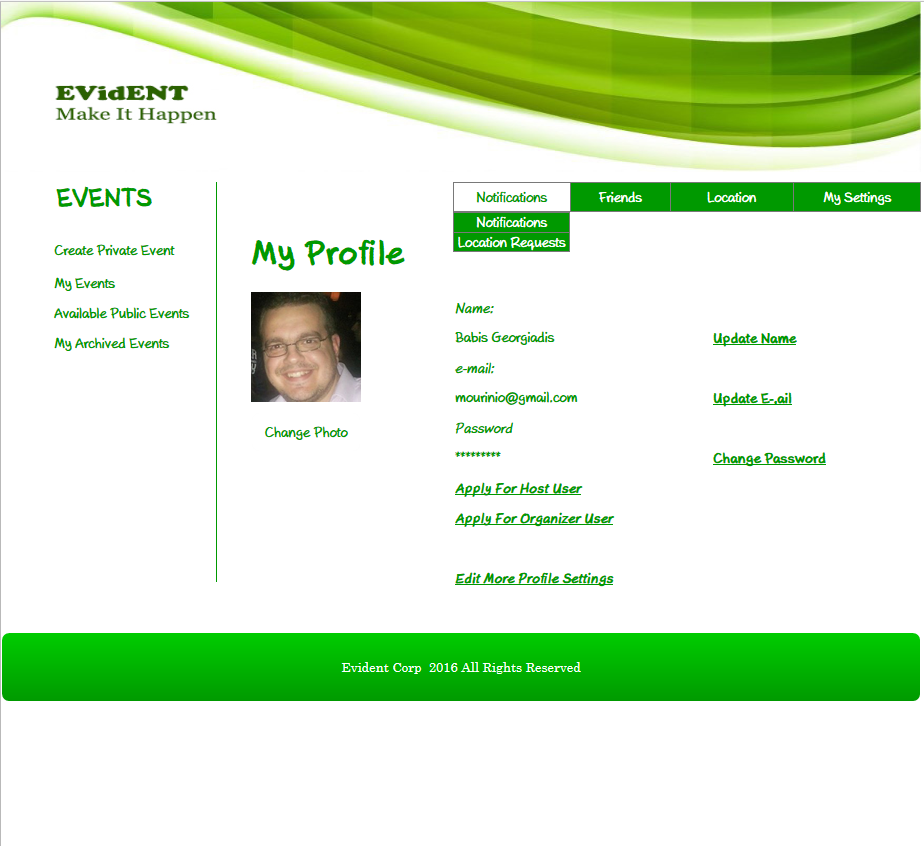 EVidENT
Make It Happen
EVENTS
Create Private Event
My Events
Available Public Events
My Archived Events
Notifications Friends Location My Settings
Notifications
Location Requests
My Profile
Change Photo
Name:
Babis Georgiadis Update Name
e-mail:
mourinio@gmail.com Update E-,ail
Password
********* Change Password
Apply For Host User
Apply For Organizer User
Edit More Profile Settings
Evident Corp 2016 All Rights Reserved